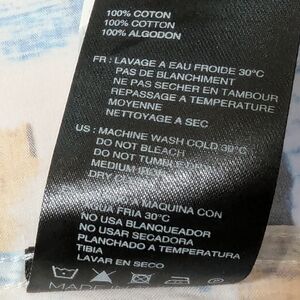 100% COTON
100% COTTON
100% ALGODON
FR : LAVAGE A EAU FROIDE 30°C
PAS DE BLANCHIMENT
NE PAS SECHER EN TAMBOUR
REPASSAGE A TEMPERATURE
MOYENNE
NETTOYAGE A SEC
US : MACHINE WASH COLD 30°C
DO NOT BLEACH
DO NOT TUMBLE
MEDIUM
DRY
MAQUINA CON
AGUA FRIA 30°C
NO USA BLANQUEADOR
NO USAR SECADORA
PLANCHADO A TEMPERATURA
TIBIA
LAVAR EN SECO
MADE